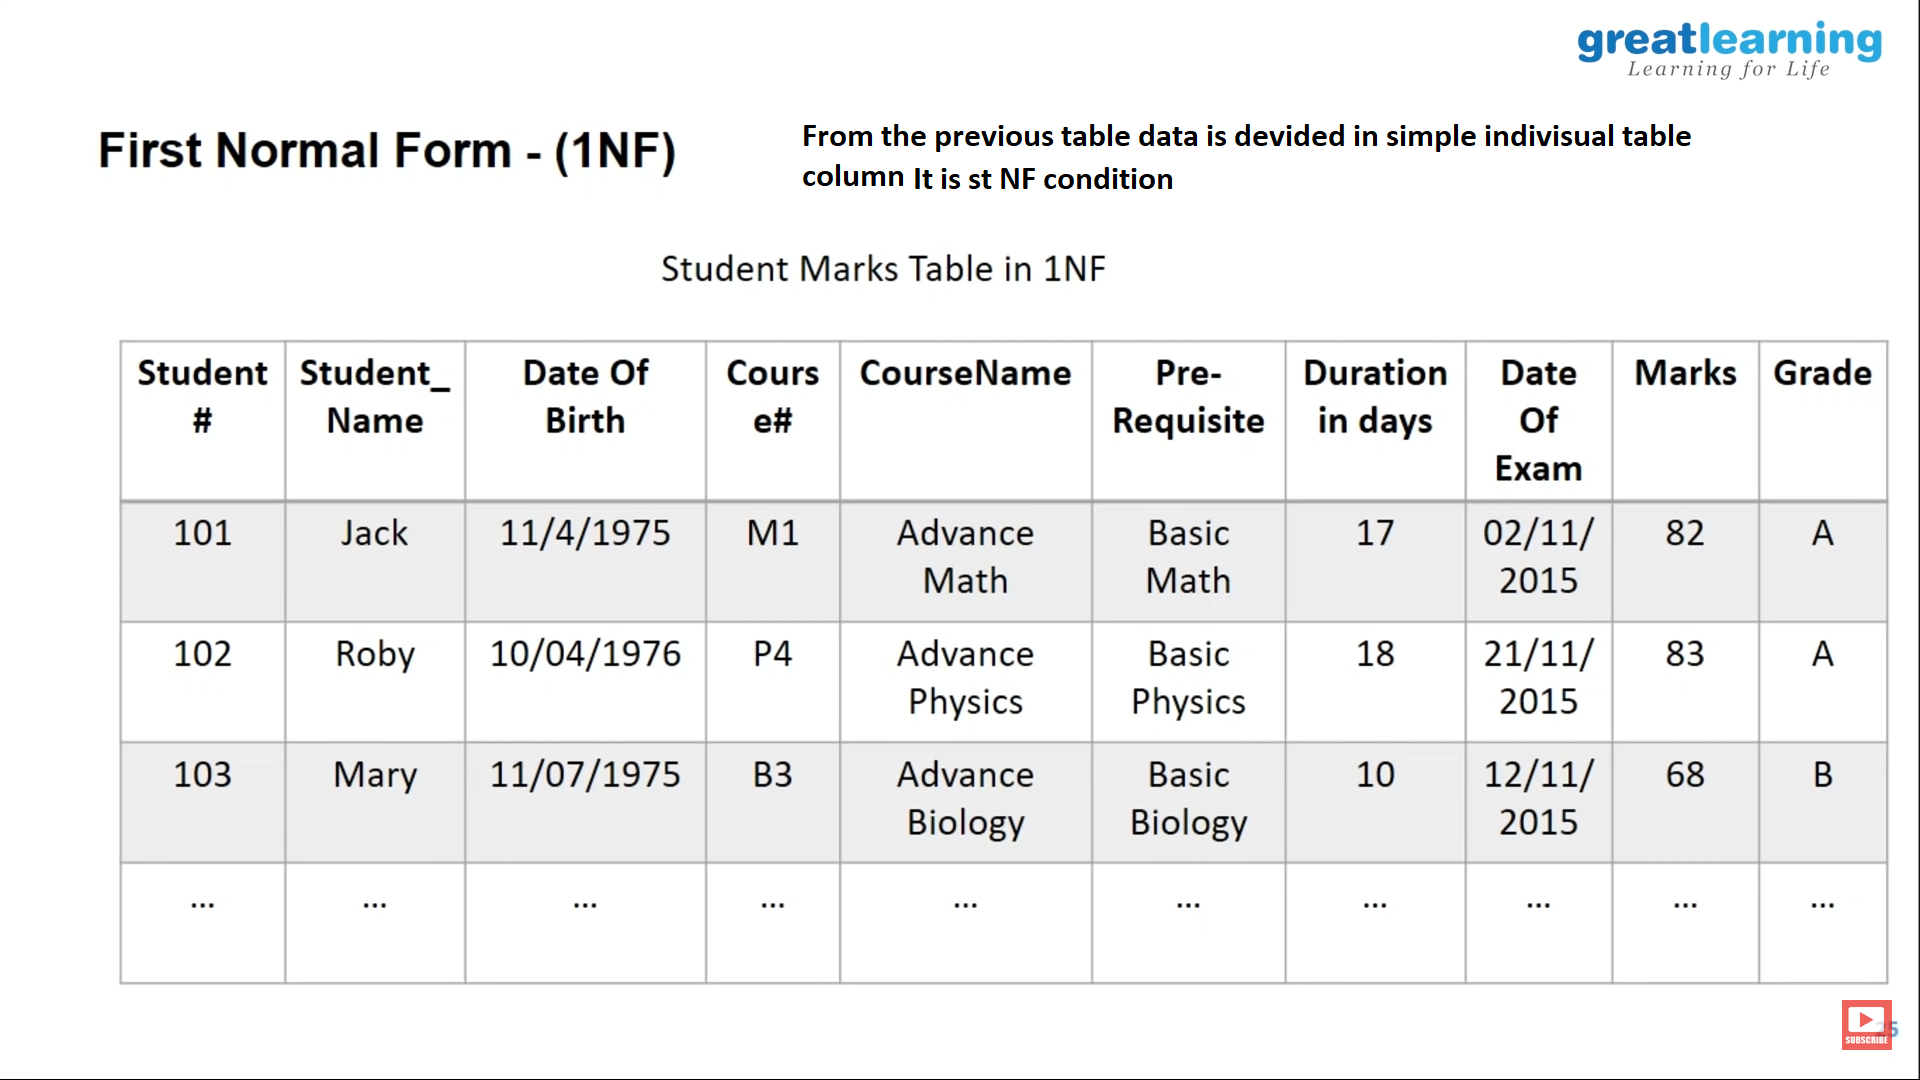 greatlearning
Learning for Life
First Normal Form - (1NF)
From the previous table data is devided in simple indivisual table
column It is st NF condition
Student Marks Table in 1NF
Student # Student_ Name Date Of Birth Cours e# CourseName Pre- Requisite Duration in days Date Of Exam Marks Grade
101 Jack 11/4/1975 M1 Advance Math Basic Math 17 02/11/ 2015 82 A
102 Roby 10/04/1976 P4 Advance Physics Basic Physics 18 21/11/ 2015 83 A
103 Mary 11/07/1975 B3 Advance Biology Basic Biology 10 12/11/ 2015 68 B
... ... ... ... ... ... ... ... ... ...
SUBSCRIBE